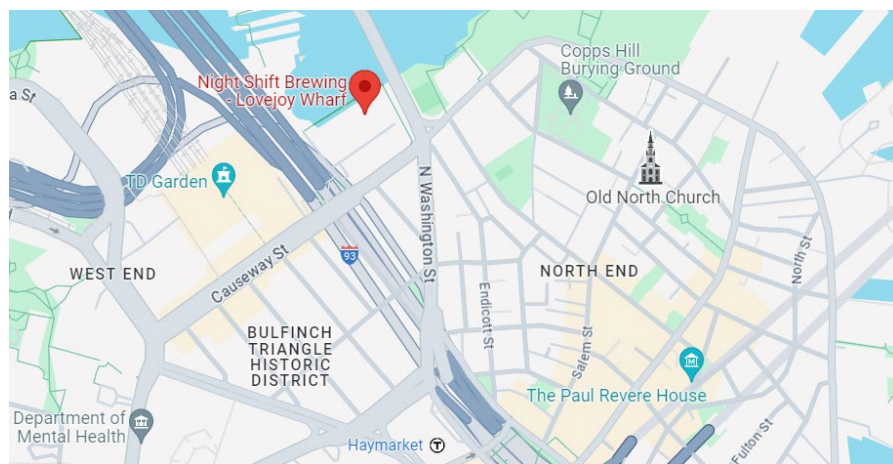 Night Shift Brewing
- Lovejoy Wharf
Copps Hill
Burying Ground
a St
TD Garden
N Washington St
Old North Church
WEST END
Causeway St
93
NORTH END
North St
Endicott St
BULFINCH
TRIANGLE
HISTORIC
DISTRICT
Salem St
The Paul Revere House
Department of
Mental Health
Haymarket
T
Fulton St